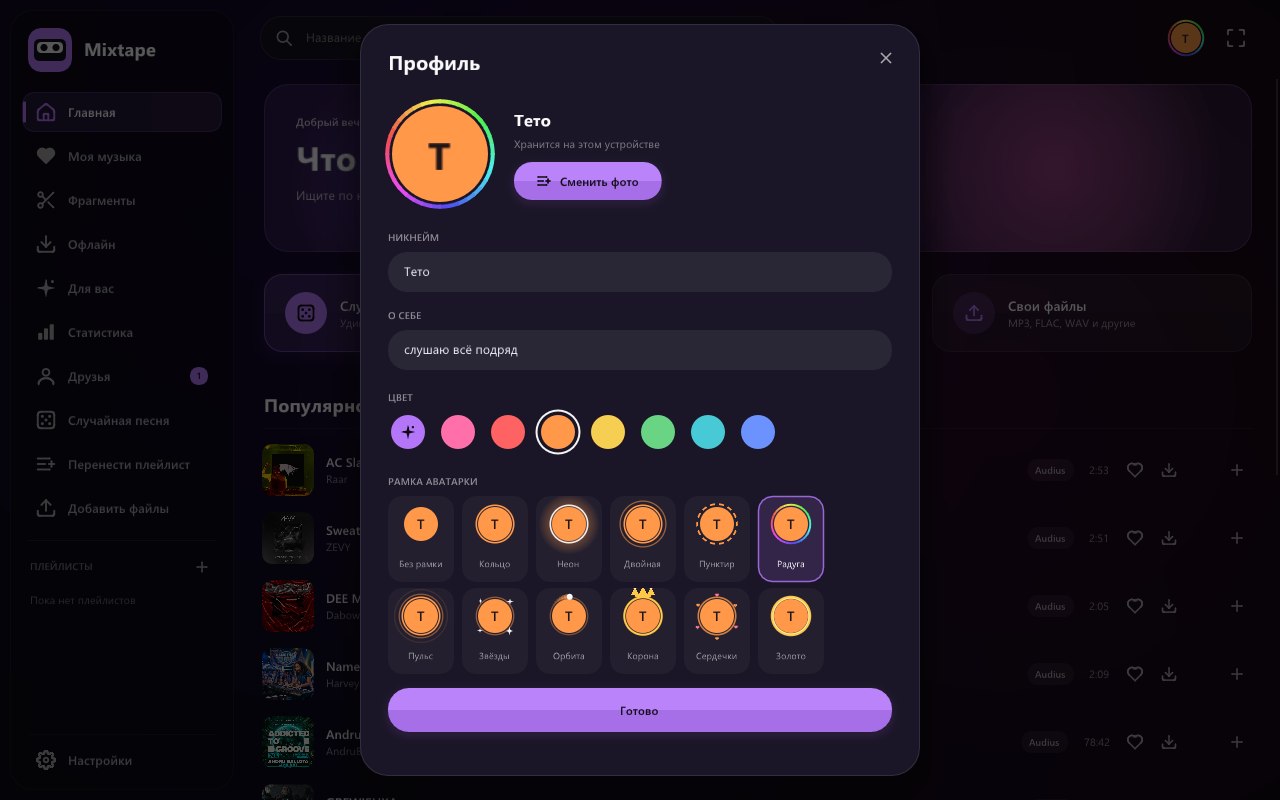 Mixtape
Название
T
Главная
Моя музыка
Фрагменты
Офлайн
Для вас
Статистика
Друзья
1
Случайная песня
Перенести плейлист
Добавить файлы
ПЛЕЙЛИСТЫ
Пока нет плейлистов
Настройки
Добрый веч
Что
Ищите по
Свои файлы
MP3, FLAC, WAV и другие
Популярно
AC Sla
Raar
Audius
2:53
Sweat
ZEVY
Audius
2:51
DEE M
Dabow
Audius
2:05
Name
Harvey
Audius
2:09
ADDICTED
TO
GROOVE
Andru
Audius
78:42
Профиль
T
Тето
Хранится на этом устройстве
Сменить фото
НИКНЕЙМ
Тето
О СЕБЕ
слушаю всё подряд
ЦВЕТ
РАМКА АВАТАРКИ
T
T
T
T
T
T
Без рамки
Кольцо
Неон
Двойная
Пунктир
Радуга
T
T
T
T
T
T
Пульс
Звёзды
Орбита
Корона
Сердечки
Золото
Готово